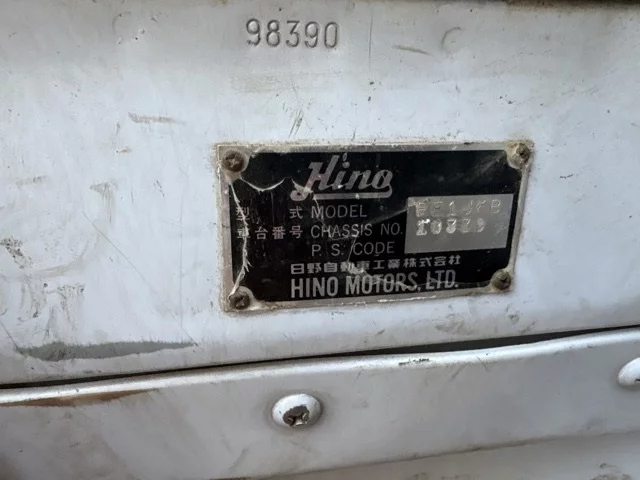 98390
Hino
型式 MODEL
車台番号 CHASSIS NO.
P. S. CODE
日野自動車工業株式会社
HINO MOTORS, LTD.